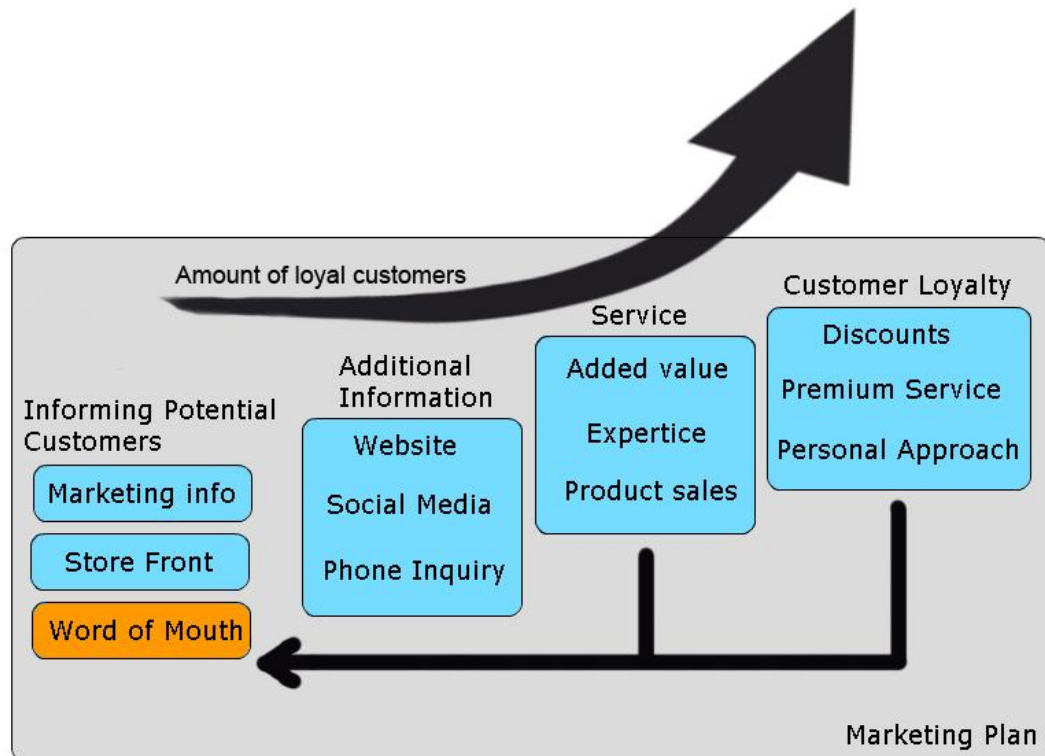 Amount of loyal customers
Informing Potential
Customers
Marketing info
Store Front
Word of Mouth
Additional
Information
Website
Social Media
Phone Inquiry
Service
Added value
Expertice
Product sales
Customer Loyalty
Discounts
Premium Service
Personal Approach
Marketing Plan